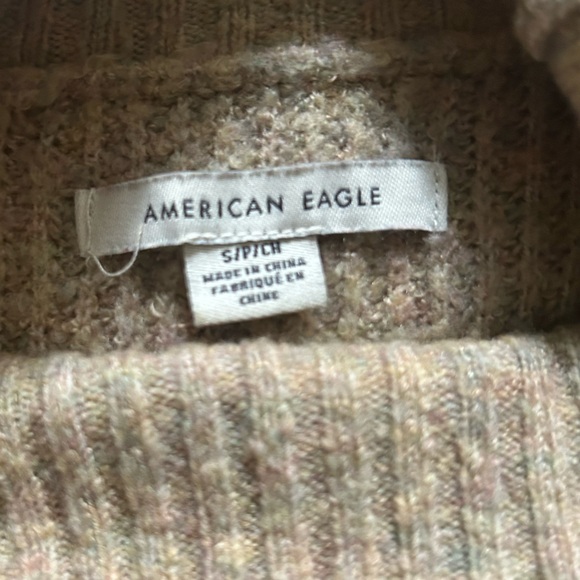 AMERICAN EAGLE
S/P/CH
MADE IN CHINA
FABRIQUÉ EN
CHINE